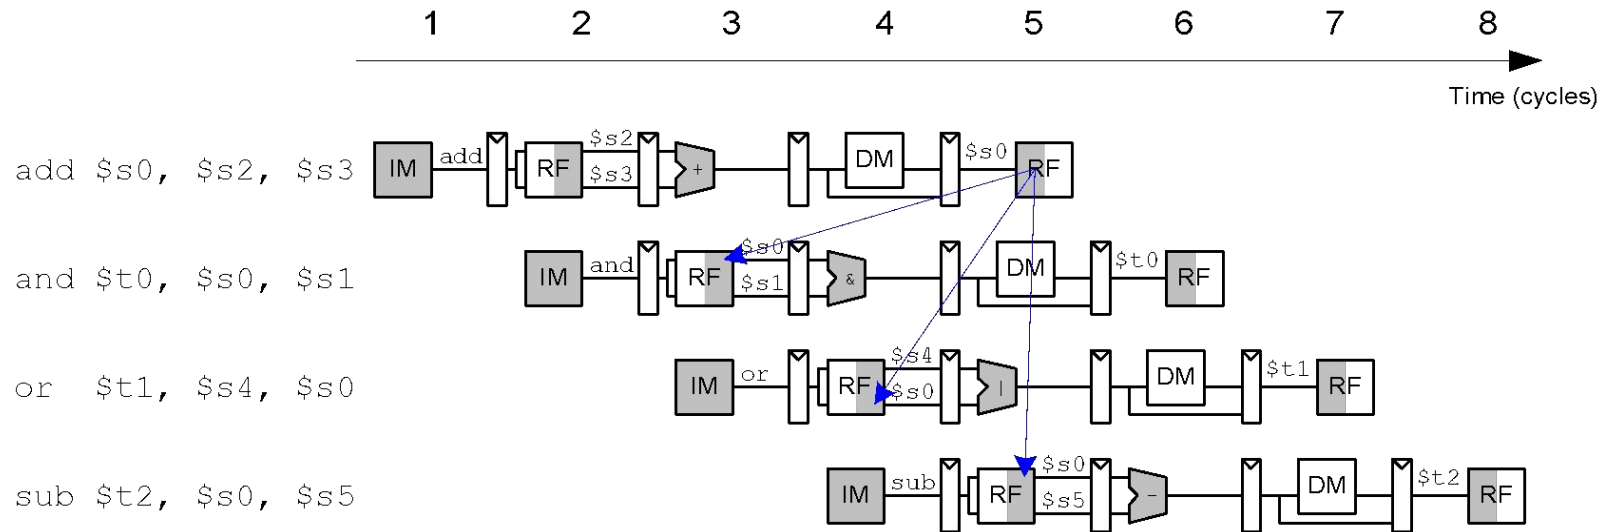 1 2 3 4 5 6 7 8
Time (cycles)
add $s0, $s2, $s3 IM add RF $s2 $s3 + DM $s0 RF
and $t0, $s0, $s1 IM and RF $s0 $s1 & DM $t0 RF
or $t1, $s4, $s0 IM or RF $s4 $s0 | DM $t1 RF
sub $t2, $s0, $s5 IM sub RF $s0 $s5 - DM $t2 RF